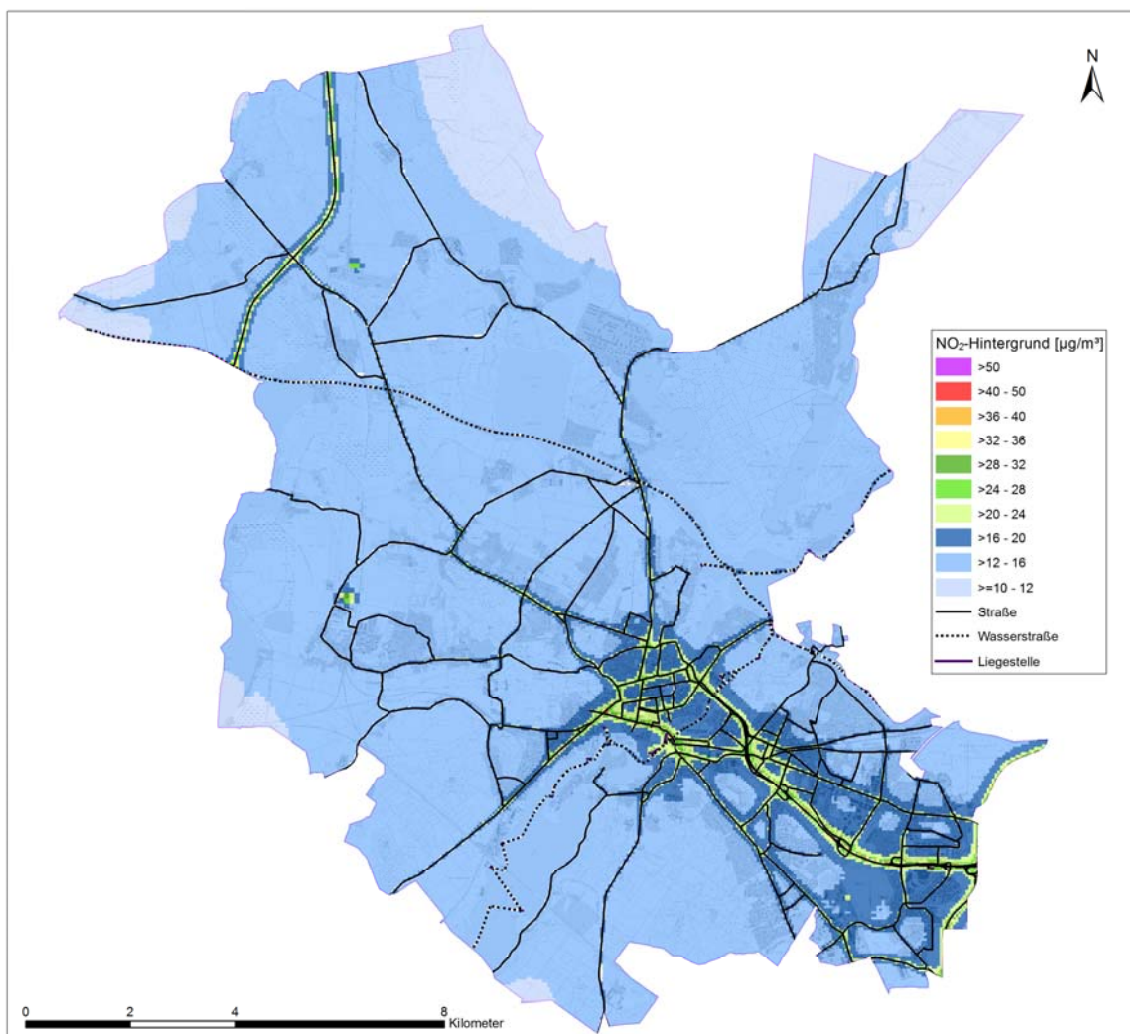 N
NO₂-Hintergrund [µg/m³]
>50
>40 - 50
>36 - 40
>32 - 36
>28 - 32
>24 - 28
>20 - 24
>16 - 20
>12 - 16
>=10 - 12
Straße
Wasserstraße
Liegestelle
0 2 4 8
Kilometer